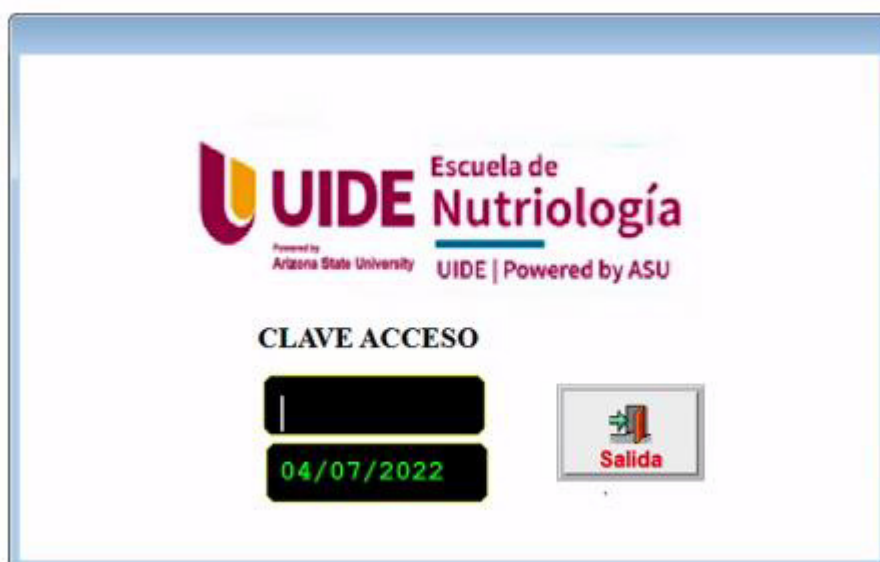 UIDE
Powered by
Arizona State University
Escuela de
Nutriología
UIDE | Powered by ASU
CLAVE ACCESO
04/07/2022
Salida